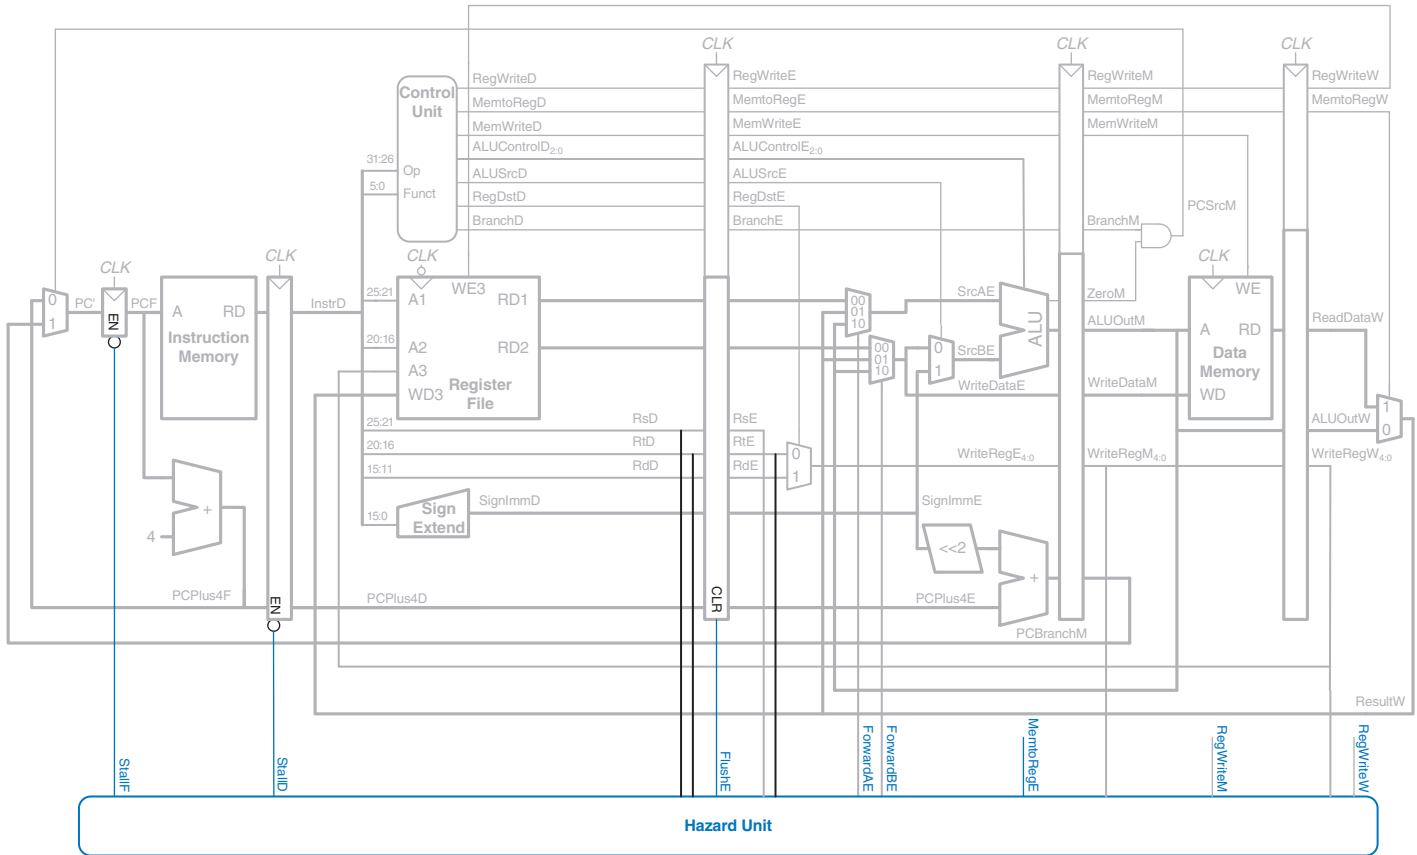 CLK
CLK
CLK
Control
Unit
RegWriteD
RegWriteE
RegWriteM
RegWriteW
MemtoRegD
MemtoRegE
MemtoRegM
MemtoRegW
MemWriteD
MemWriteE
MemWriteM
ALUControlD2:0
ALUControlE2:0
31:26
Op
ALUSrcD
ALUSrcE
5:0
Funct
RegDstD
RegDstE
PCSrcM
BranchD
BranchE
BranchM
CLK
CLK
CLK
CLK
0
1
PC'
EN
PCF
A
RD
Instruction
Memory
InstrD
25:21
A1
WE3
RD1
20:16
A2
RD2
A3
WD3
Register
File
00
01
10
00
01
10
0
1
SrcAE
SrcBE
ALU
ZeroM
ALUOutM
WriteDataE
WriteDataM
WE
A
RD
Data
Memory
WD
ReadDataW
1
0
ALUOutW
25:21
RsD
RsE
20:16
RtD
RtE
0
1
15:11
RdD
RdE
WriteRegE4:0
WriteRegM4:0
WriteRegW4:0
15:0
Sign
Extend
SignImmD
SignImmE
<<2
+
4
+
PCPlus4F
EN
PCPlus4D
CLR
PCPlus4E
PCBranchM
ResultW
StallF
StallD
FlushE
ForwardAE
ForwardBE
MemtoRegE
RegWriteM
RegWriteW
Hazard Unit